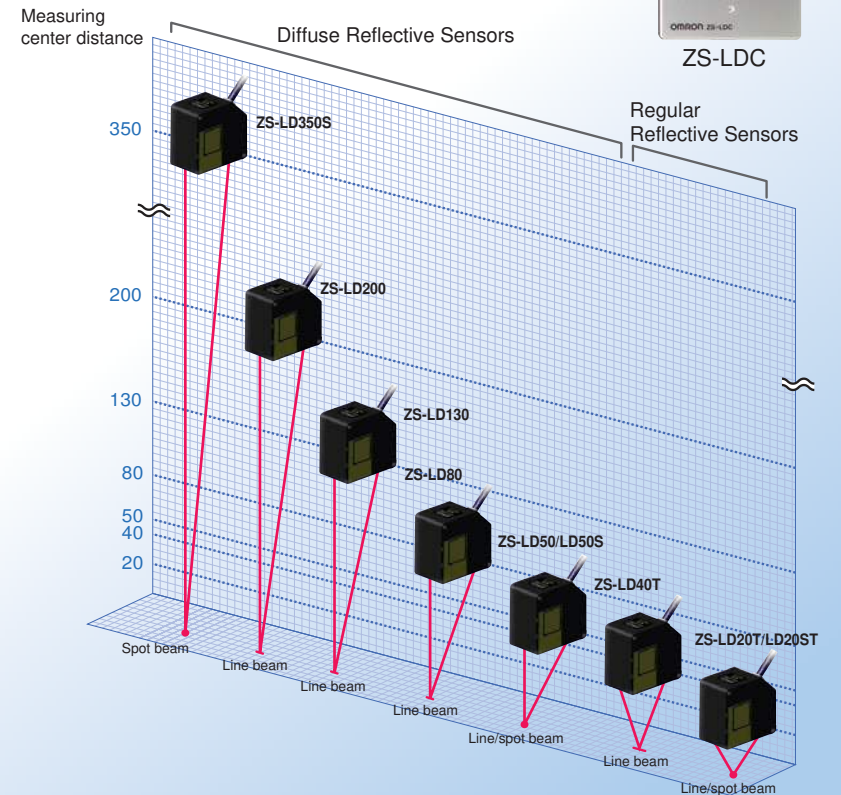 Measuring
center distance
Diffuse Reflective Sensors
OMRON ZS-LDC
ZS-LDC
Regular
Reflective Sensors
ZS-LD350S
350
ZS-LD200
200
130
ZS-LD130
80
ZS-LD80
50
40
ZS-LD50/LD50S
20
ZS-LD40T
ZS-LD20T/LD20ST
Spot beam
Line beam
Line beam
Line beam
Line/spot beam
Line beam
Line/spot beam